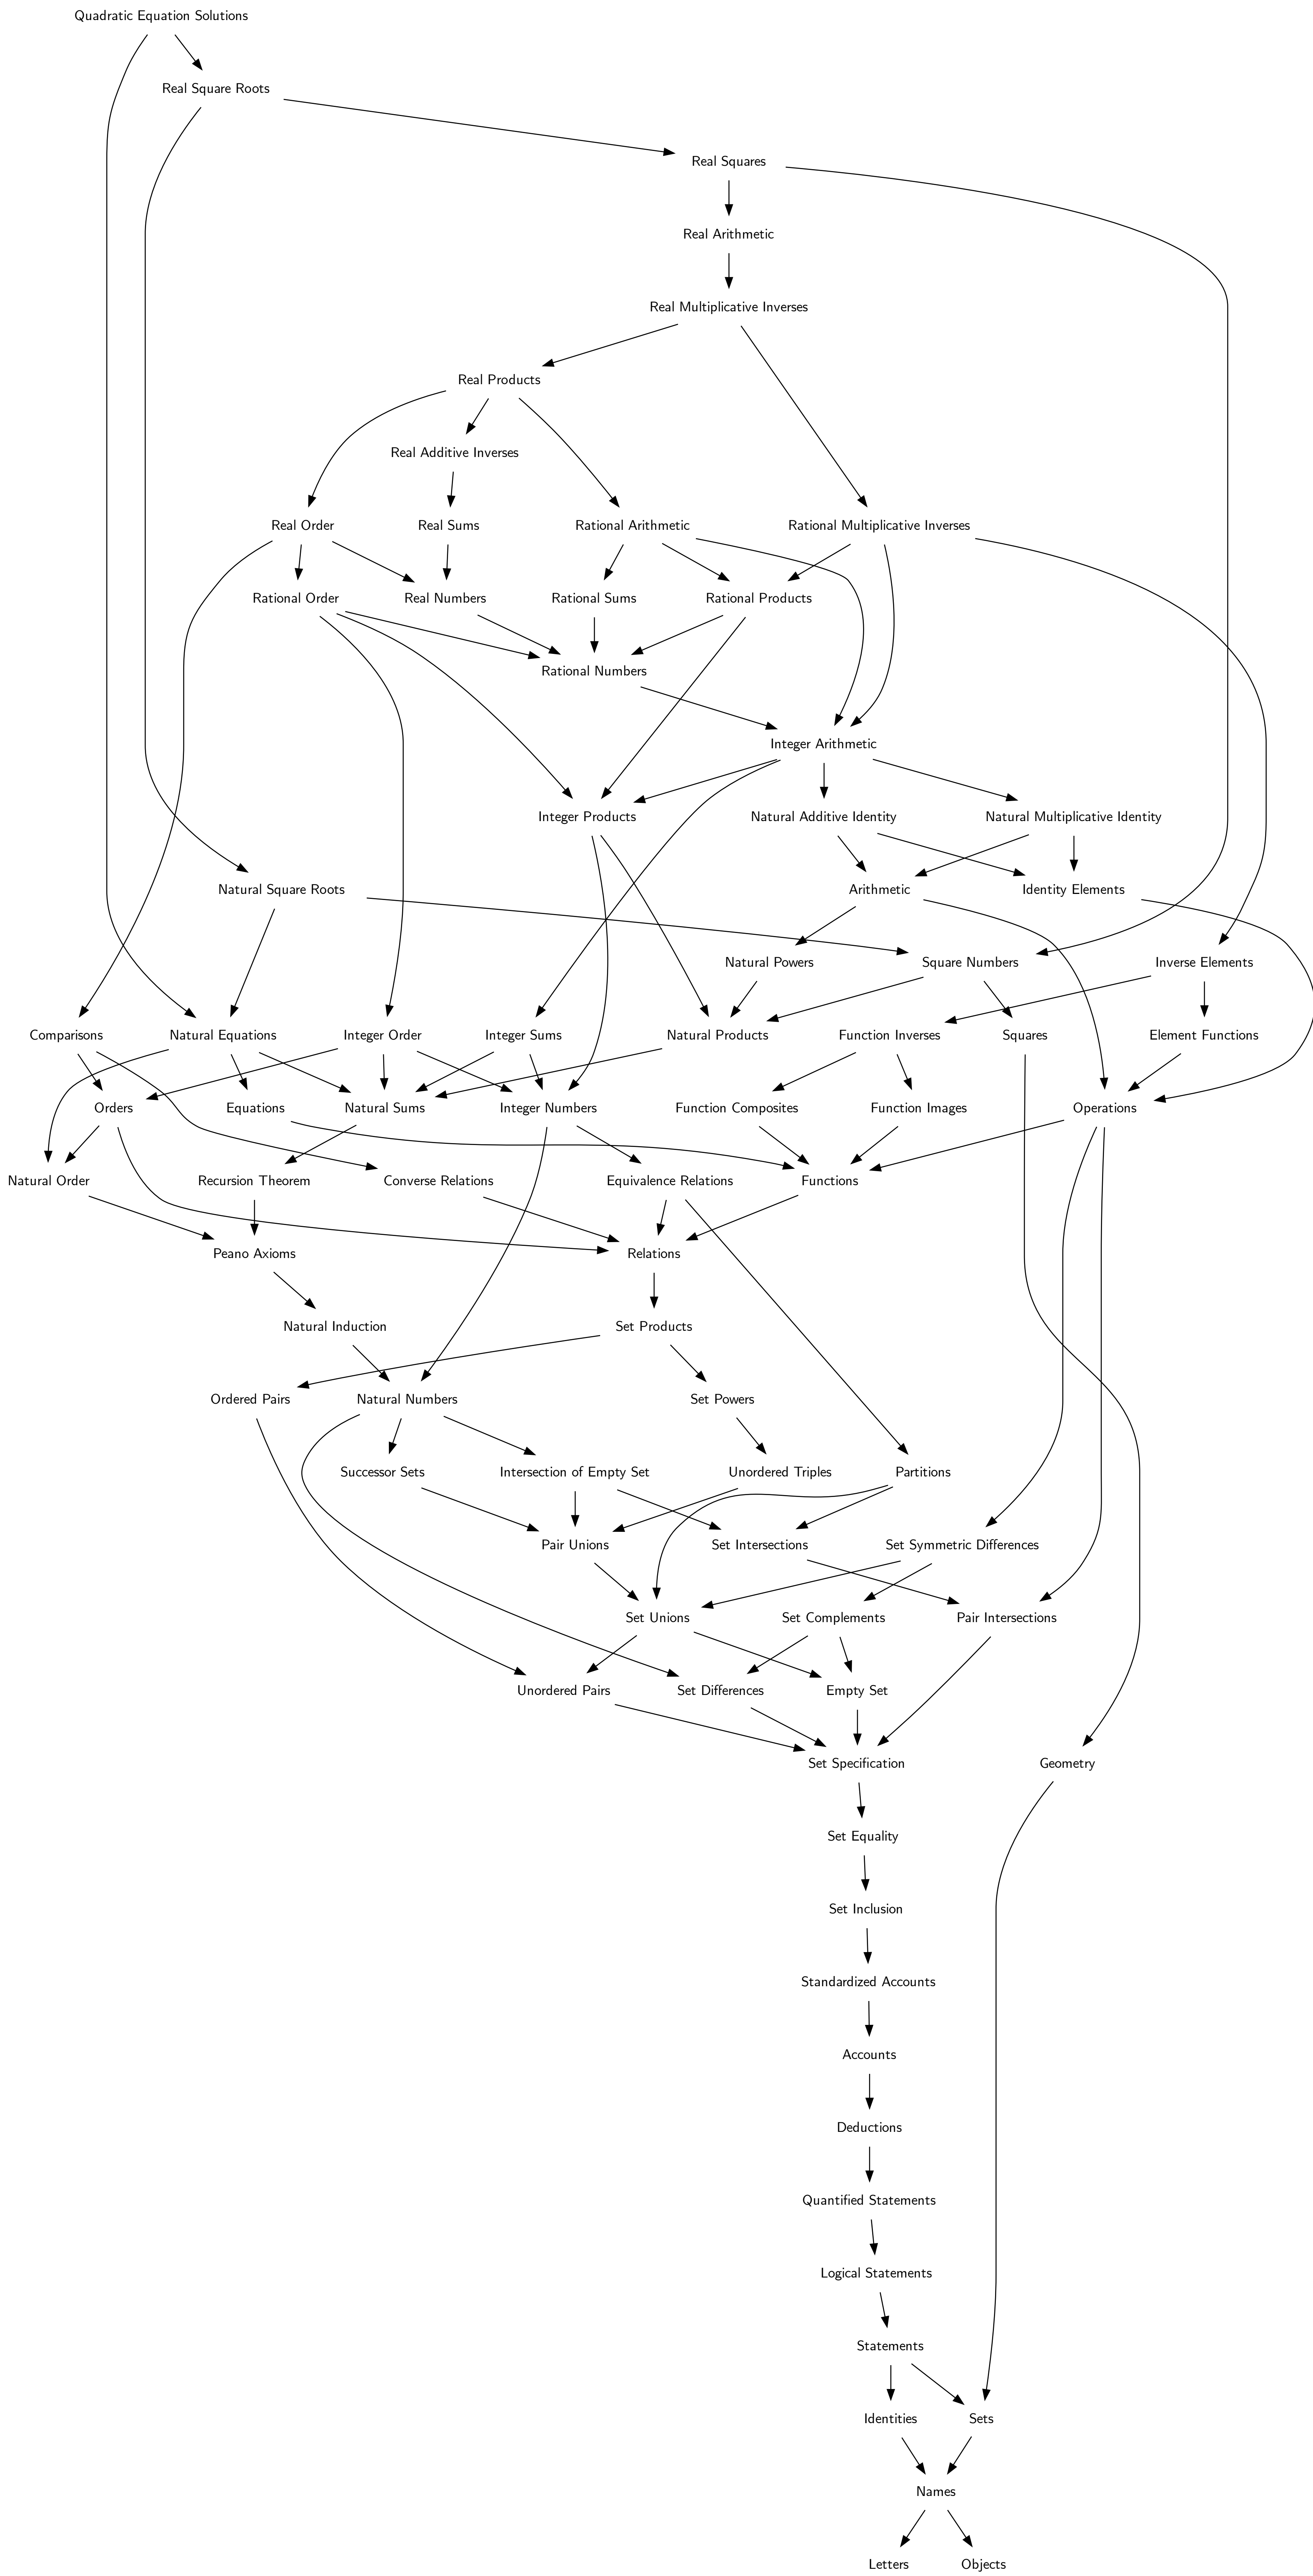 Quadratic Equation Solutions
Real Square Roots
Real Squares
Real Arithmetic
Real Multiplicative Inverses
Real Products
Real Additive Inverses
Real Order
Real Sums
Rational Arithmetic
Rational Multiplicative Inverses
Rational Order
Real Numbers
Rational Sums
Rational Products
Rational Numbers
Integer Arithmetic
Integer Products
Natural Additive Identity
Natural Multiplicative Identity
Natural Square Roots
Arithmetic
Identity Elements
Natural Powers
Square Numbers
Inverse Elements
Comparisons
Natural Equations
Integer Order
Integer Sums
Natural Products
Function Inverses
Squares
Element Functions
Orders
Equations
Natural Sums
Integer Numbers
Function Composites
Function Images
Operations
Natural Order
Recursion Theorem
Converse Relations
Equivalence Relations
Functions
Peano Axioms
Relations
Natural Induction
Set Products
Ordered Pairs
Natural Numbers
Set Powers
Successor Sets
Intersection of Empty Set
Unordered Triples
Partitions
Pair Unions
Set Intersections
Set Symmetric Differences
Set Unions
Set Complements
Pair Intersections
Unordered Pairs
Set Differences
Empty Set
Set Specification
Geometry
Set Equality
Set Inclusion
Standardized Accounts
Accounts
Deductions
Quantified Statements
Logical Statements
Statements
Identities
Sets
Names
Letters
Objects